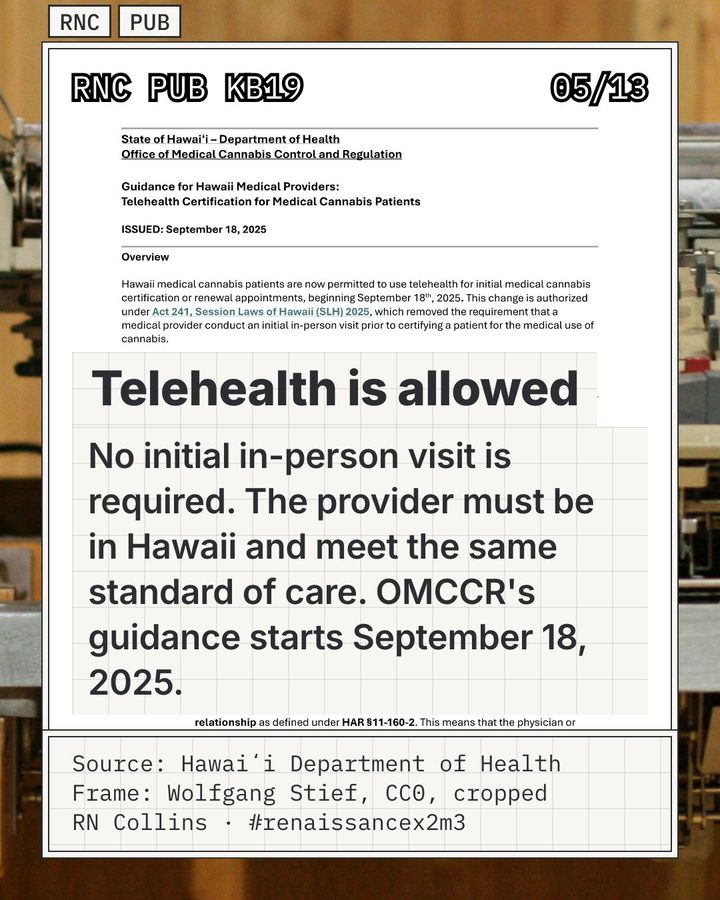 RNC PUB
RNC PUB KB19 05/13
State of Hawaiʻi – Department of Health
Office of Medical Cannabis Control and Regulation
Guidance for Hawaii Medical Providers:
Telehealth Certification for Medical Cannabis Patients
ISSUED: September 18, 2025
Overview
Hawaii medical cannabis patients are now permitted to use telehealth for initial medical cannabis
certification or renewal appointments, beginning September 18th, 2025. This change is authorized
under Act 241, Session Laws of Hawaii (SLH) 2025, which removed the requirement that a
medical provider conduct an initial in-person visit prior to certifying a patient for the medical use of
cannabis.
Telehealth is allowed
No initial in-person visit is
required. The provider must be
in Hawaii and meet the same
standard of care. OMCCR's
guidance starts September 18,
2025.
relationship as defined under HAR §11-160-2. This means that the physician or
Source: Hawaiʻi Department of Health
Frame: Wolfgang Stief, CC0, cropped
RN Collins · #renaissancex2m3